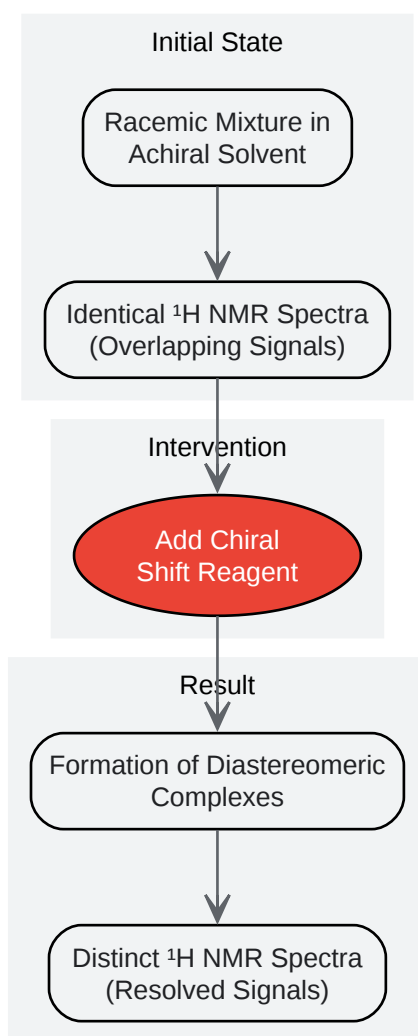 Initial State
Racemic Mixture in
Achiral Solvent
Identical ¹H NMR Spectra
(Overlapping Signals)
Intervention
Add Chiral
Shift Reagent
Result
Formation of Diastereomeric
Complexes
Distinct ¹H NMR Spectra
(Resolved Signals)